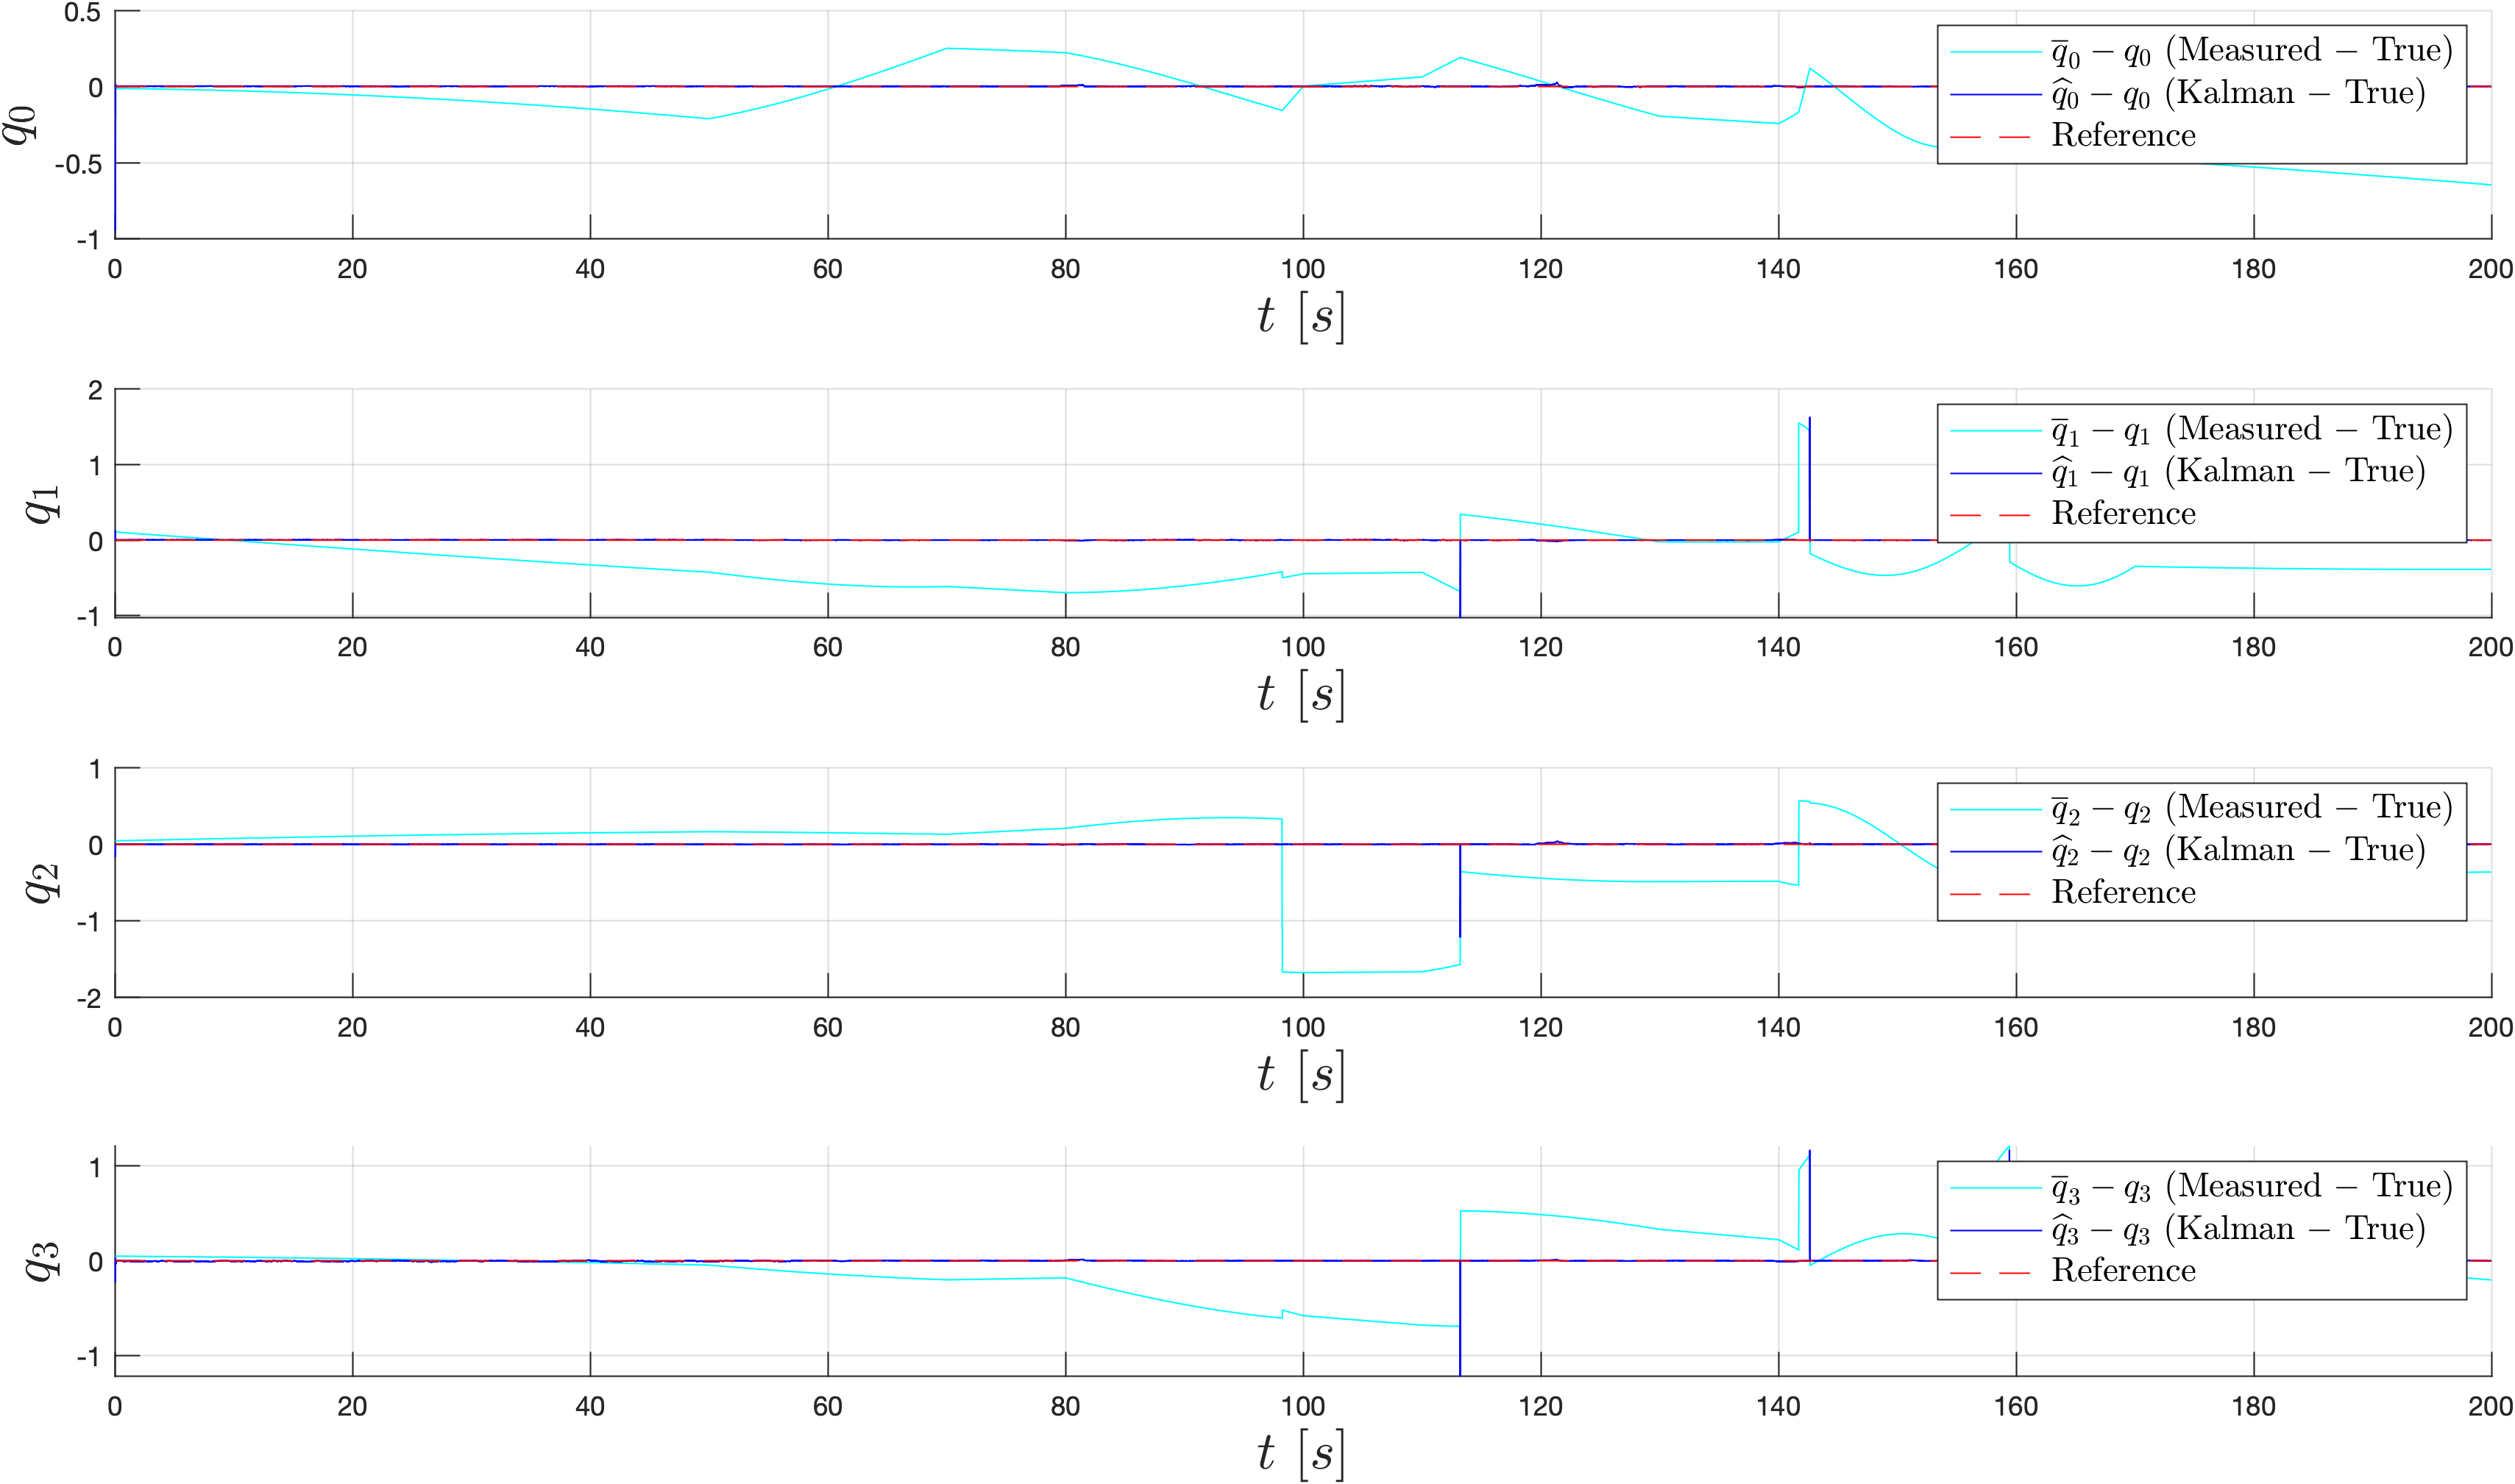 0.5
0
-0.5
-1
q0
q̅0 − q0 (Measured − True)
q̂0 − q0 (Kalman − True)
Reference
0 20 40 60 80 100 120 140 160 180 200
t [s]
2
1
0
-1
q1
q̅1 − q1 (Measured − True)
q̂1 − q1 (Kalman − True)
Reference
0 20 40 60 80 100 120 140 160 180 200
t [s]
1
0
-1
-2
q2
q̅2 − q2 (Measured − True)
q̂2 − q2 (Kalman − True)
Reference
0 20 40 60 80 100 120 140 160 180 200
t [s]
1
0
-1
q3
q̅3 − q3 (Measured − True)
q̂3 − q3 (Kalman − True)
Reference
0 20 40 60 80 100 120 140 160 180 200
t [s]